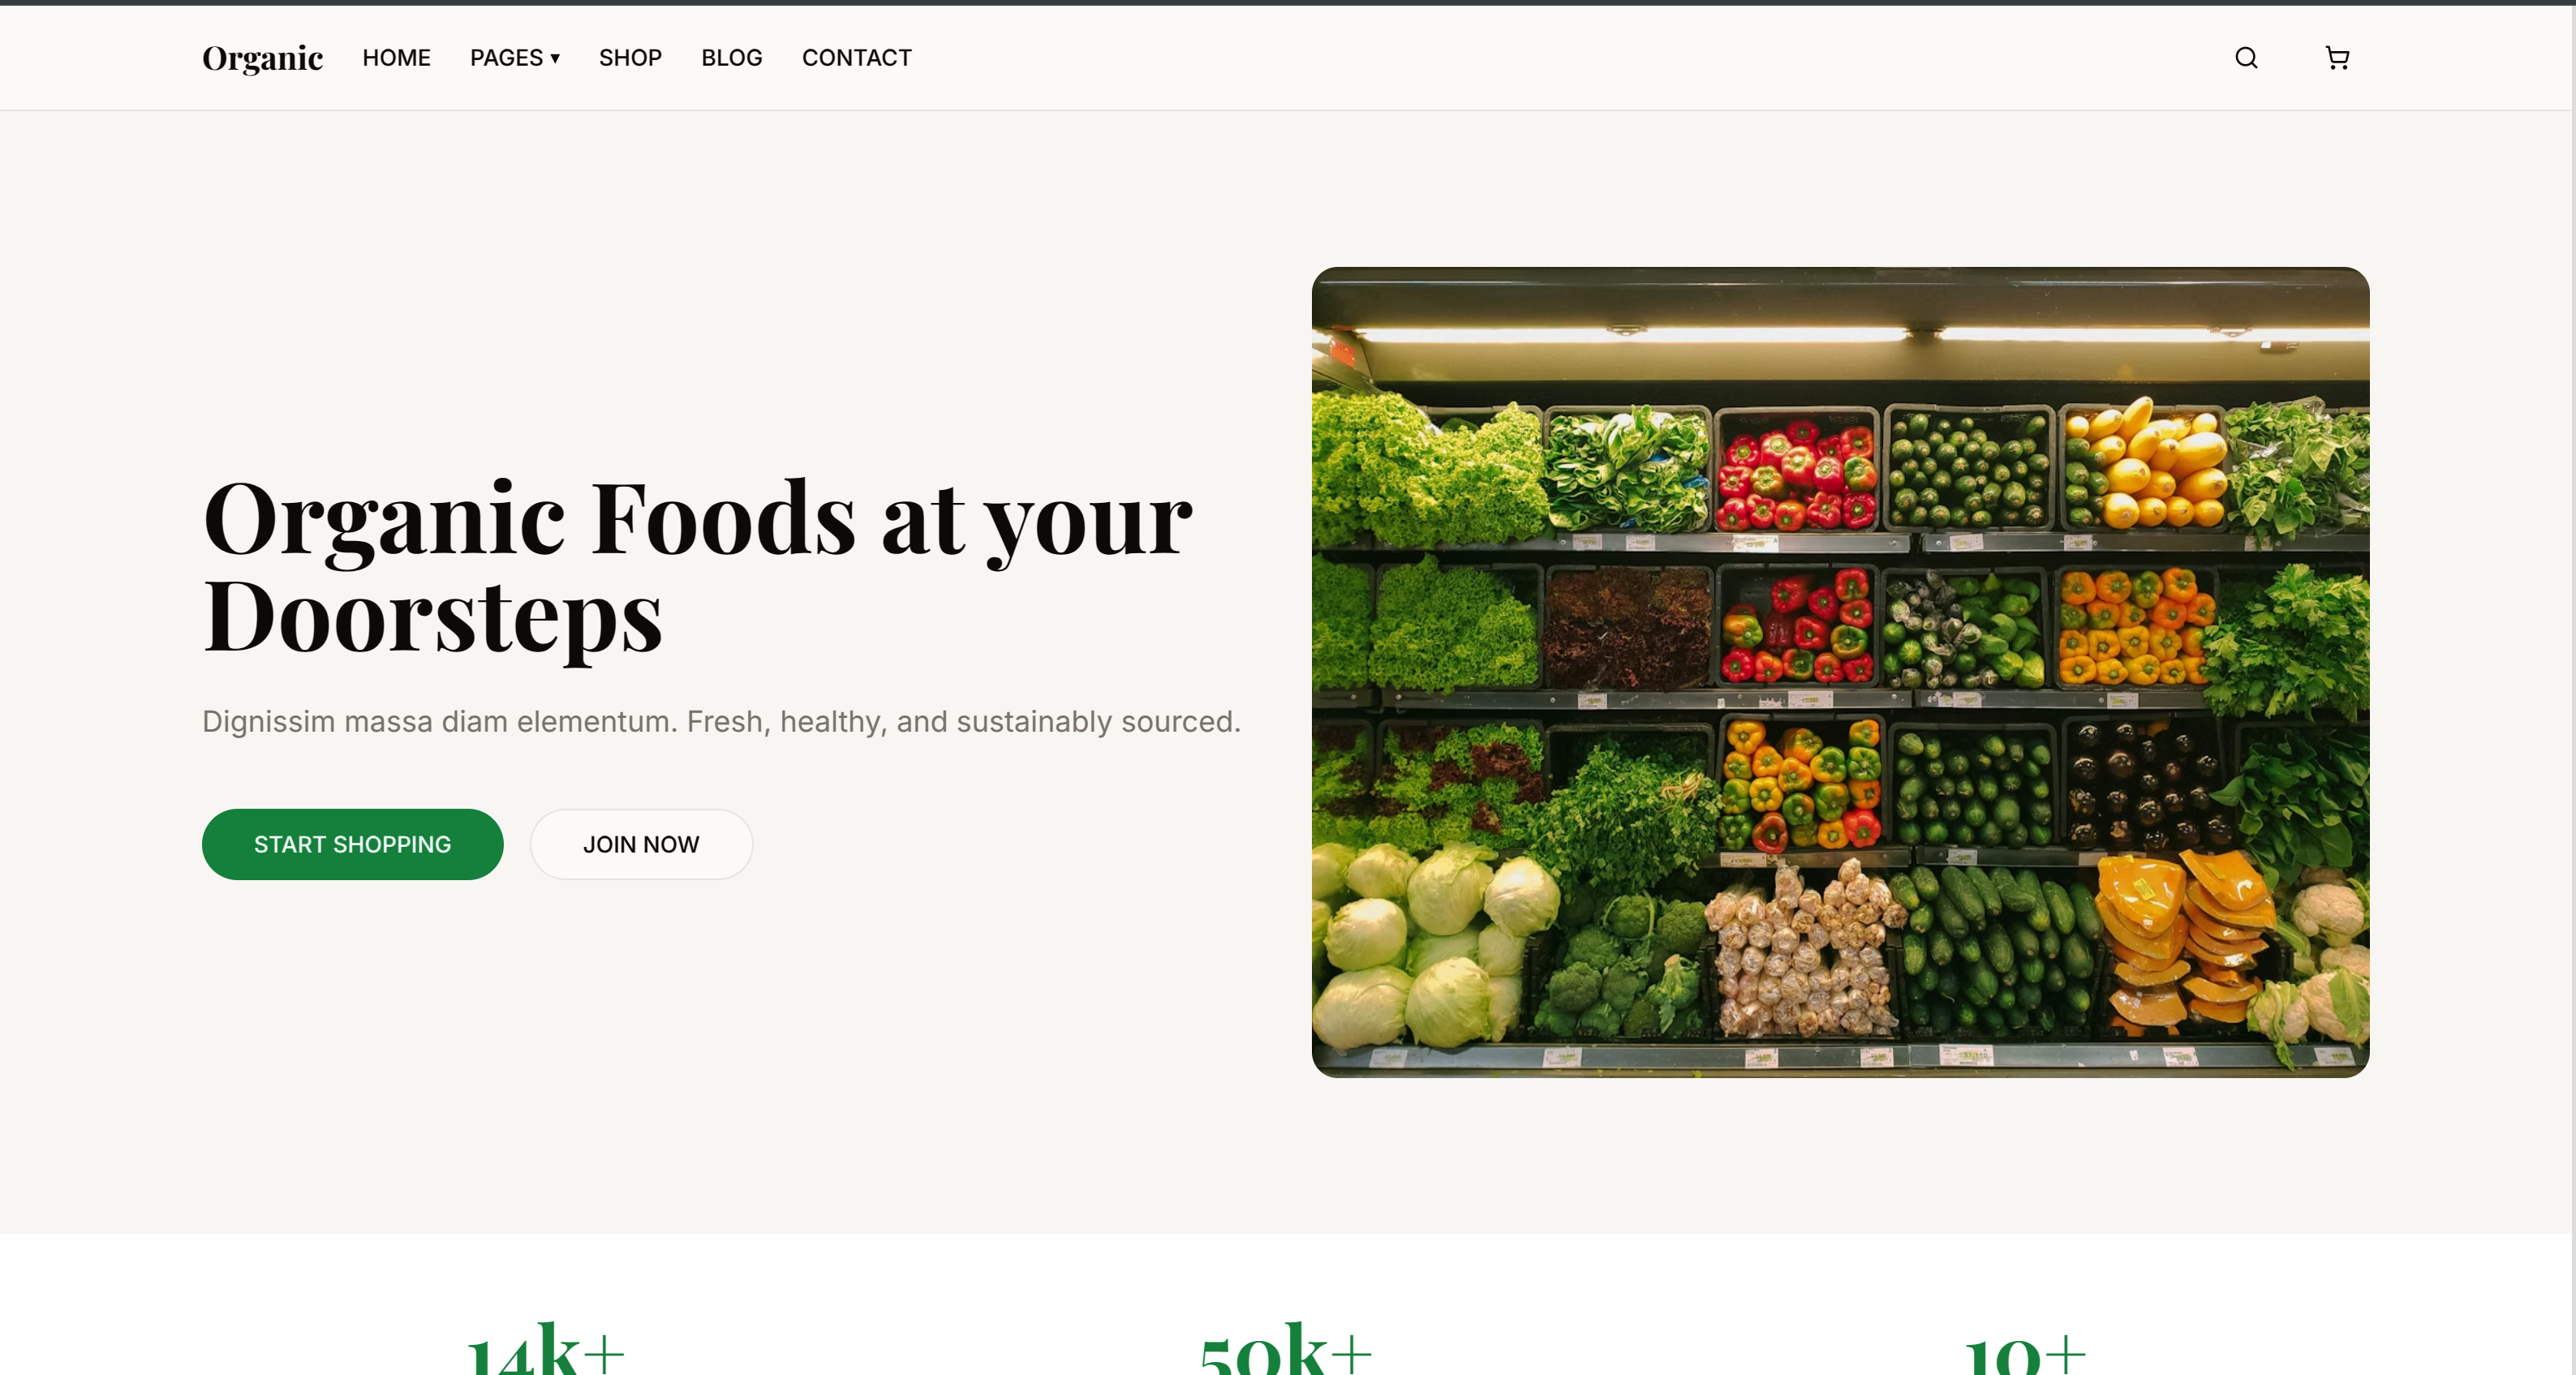 Organic HOME PAGES ▾ SHOP BLOG CONTACT
Organic Foods at your
Doorsteps
Dignissim massa diam elementum. Fresh, healthy, and sustainably sourced.
START SHOPPING JOIN NOW
14k+ 50k+ 10+